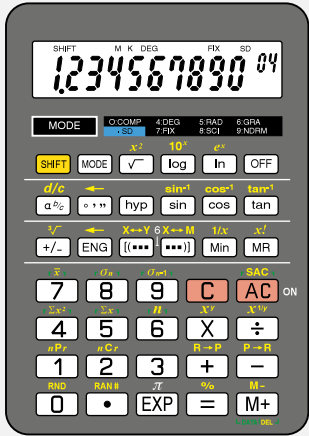 SHIFT M K DEG FIX SD
1.234567890 04
MODE 0:COMP 4:DEG 5:RAD 6:GRA
· SD 7:FIX 8:SCI 9:NDRM
x² 10ˣ eˣ
SHIFT MODE √ log ln OFF
d/c ← sin-1 cos-1 tan-1
a b/c ° ’ ” hyp sin cos tan
³√ ← X↔Y 6 X↔M 1/x x!
+/− ENG [(··· ···)] Min MR
x̄ σn σn-1 SAC
7 8 9 C AC ON
Σx² Σx n xʸ x1/y
4 5 6 X ÷
nPr nCr R→P P→R
1 2 3 + −
RND RAN# π % M−
0 • EXP = M+
DEL